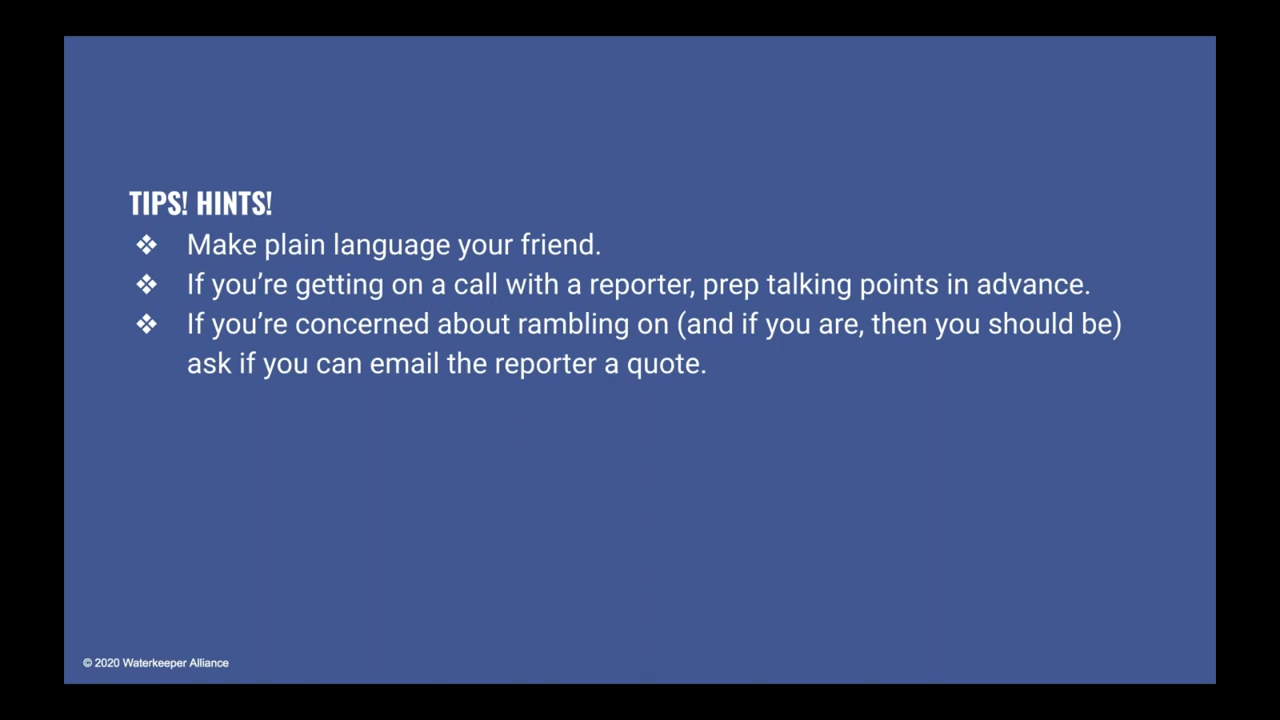 TIPS! HINTS!
❖ Make plain language your friend.
❖ If you’re getting on a call with a reporter, prep talking points in advance.
❖ If you’re concerned about rambling on (and if you are, then you should be)
ask if you can email the reporter a quote.
© 2020 Waterkeeper Alliance